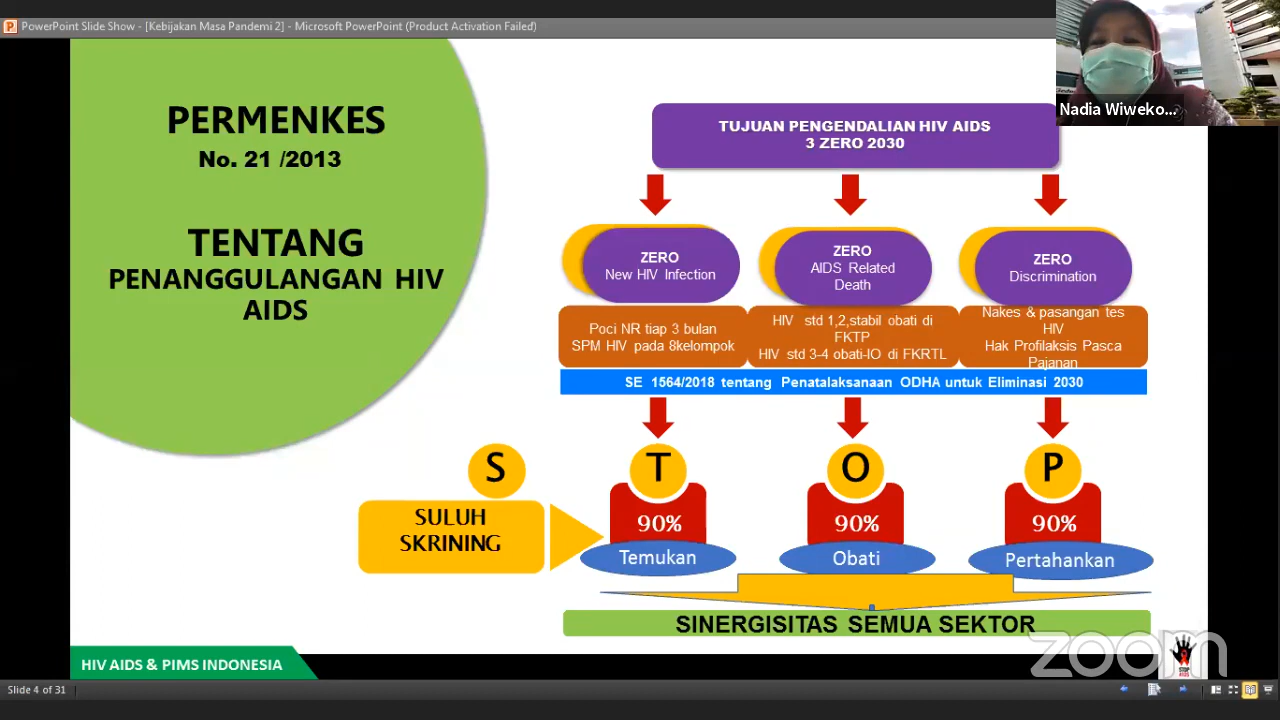 PowerPoint Slide Show - [Kebijakan Masa Pandemi 2] - Microsoft PowerPoint (Product Activation Failed)
Nadia Wiweko...
PERMENKES
No. 21 /2013
TENTANG
PENANGGULANGAN HIV
AIDS
TUJUAN PENGENDALIAN HIV AIDS
3 ZERO 2030
ZERO
New HIV Infection
ZERO
AIDS Related
Death
ZERO
Discrimination
Poci NR tiap 3 bulan
SPM HIV pada 8kelompok
HIV std 1,2,stabil obati di
FKTP
HIV std 3-4 obati-IO di FKRTL
Nakes & pasangan tes
HIV
Hak Profilaksis Pasca
Pajanan
SE 1564/2018 tentang Penatalaksanaan ODHA untuk Eliminasi 2030
S
T
O
P
SULUH
SKRINING
90%
Temukan
90%
Obati
90%
Pertahankan
SINERGISITAS SEMUA SEKTOR
HIV AIDS & PIMS INDONESIA
zoom
STOP
AIDS
Slide 4 of 31